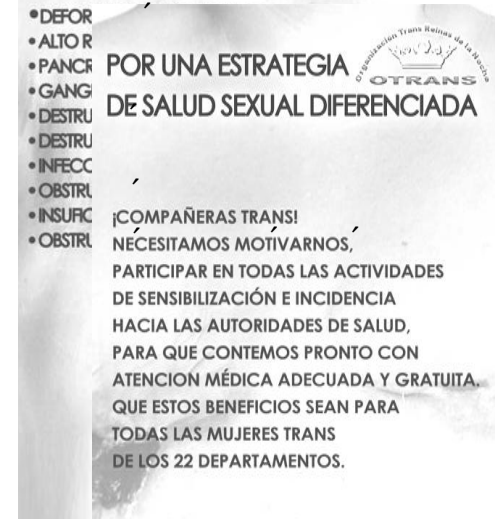 •DEFOR
•ALTO R
•PANCR
•GANG
•DESTRU
•DESTRU
•INFECC
•OBSTRU
•INSUFIC
•OBSTRU
Organización Trans Reinas de la Noche
OTRANS
POR UNA ESTRATEGIA
DE SALUD SEXUAL DIFERENCIADA
¡COMPAÑERAS TRANS!
NECESITAMOS MOTIVARNOS,
PARTICIPAR EN TODAS LAS ACTIVIDADES
DE SENSIBILIZACIÓN E INCIDENCIA
HACIA LAS AUTORIDADES DE SALUD,
PARA QUE CONTEMOS PRONTO CON
ATENCION MÉDICA ADECUADA Y GRATUITA.
QUE ESTOS BENEFICIOS SEAN PARA
TODAS LAS MUJERES TRANS
DE LOS 22 DEPARTAMENTOS.